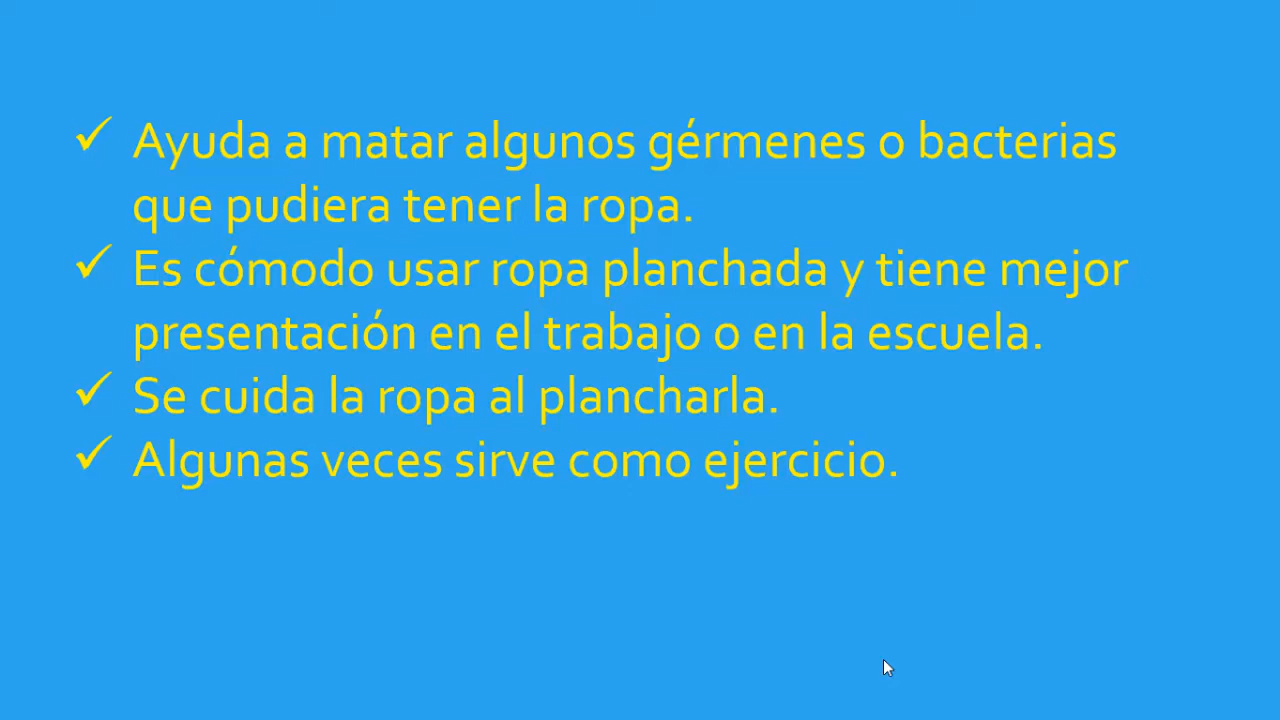 ✓ Ayuda a matar algunos gérmenes o bacterias
que pudiera tener la ropa.
✓ Es cómodo usar ropa planchada y tiene mejor
presentación en el trabajo o en la escuela.
✓ Se cuida la ropa al plancharla.
✓ Algunas veces sirve como ejercicio.